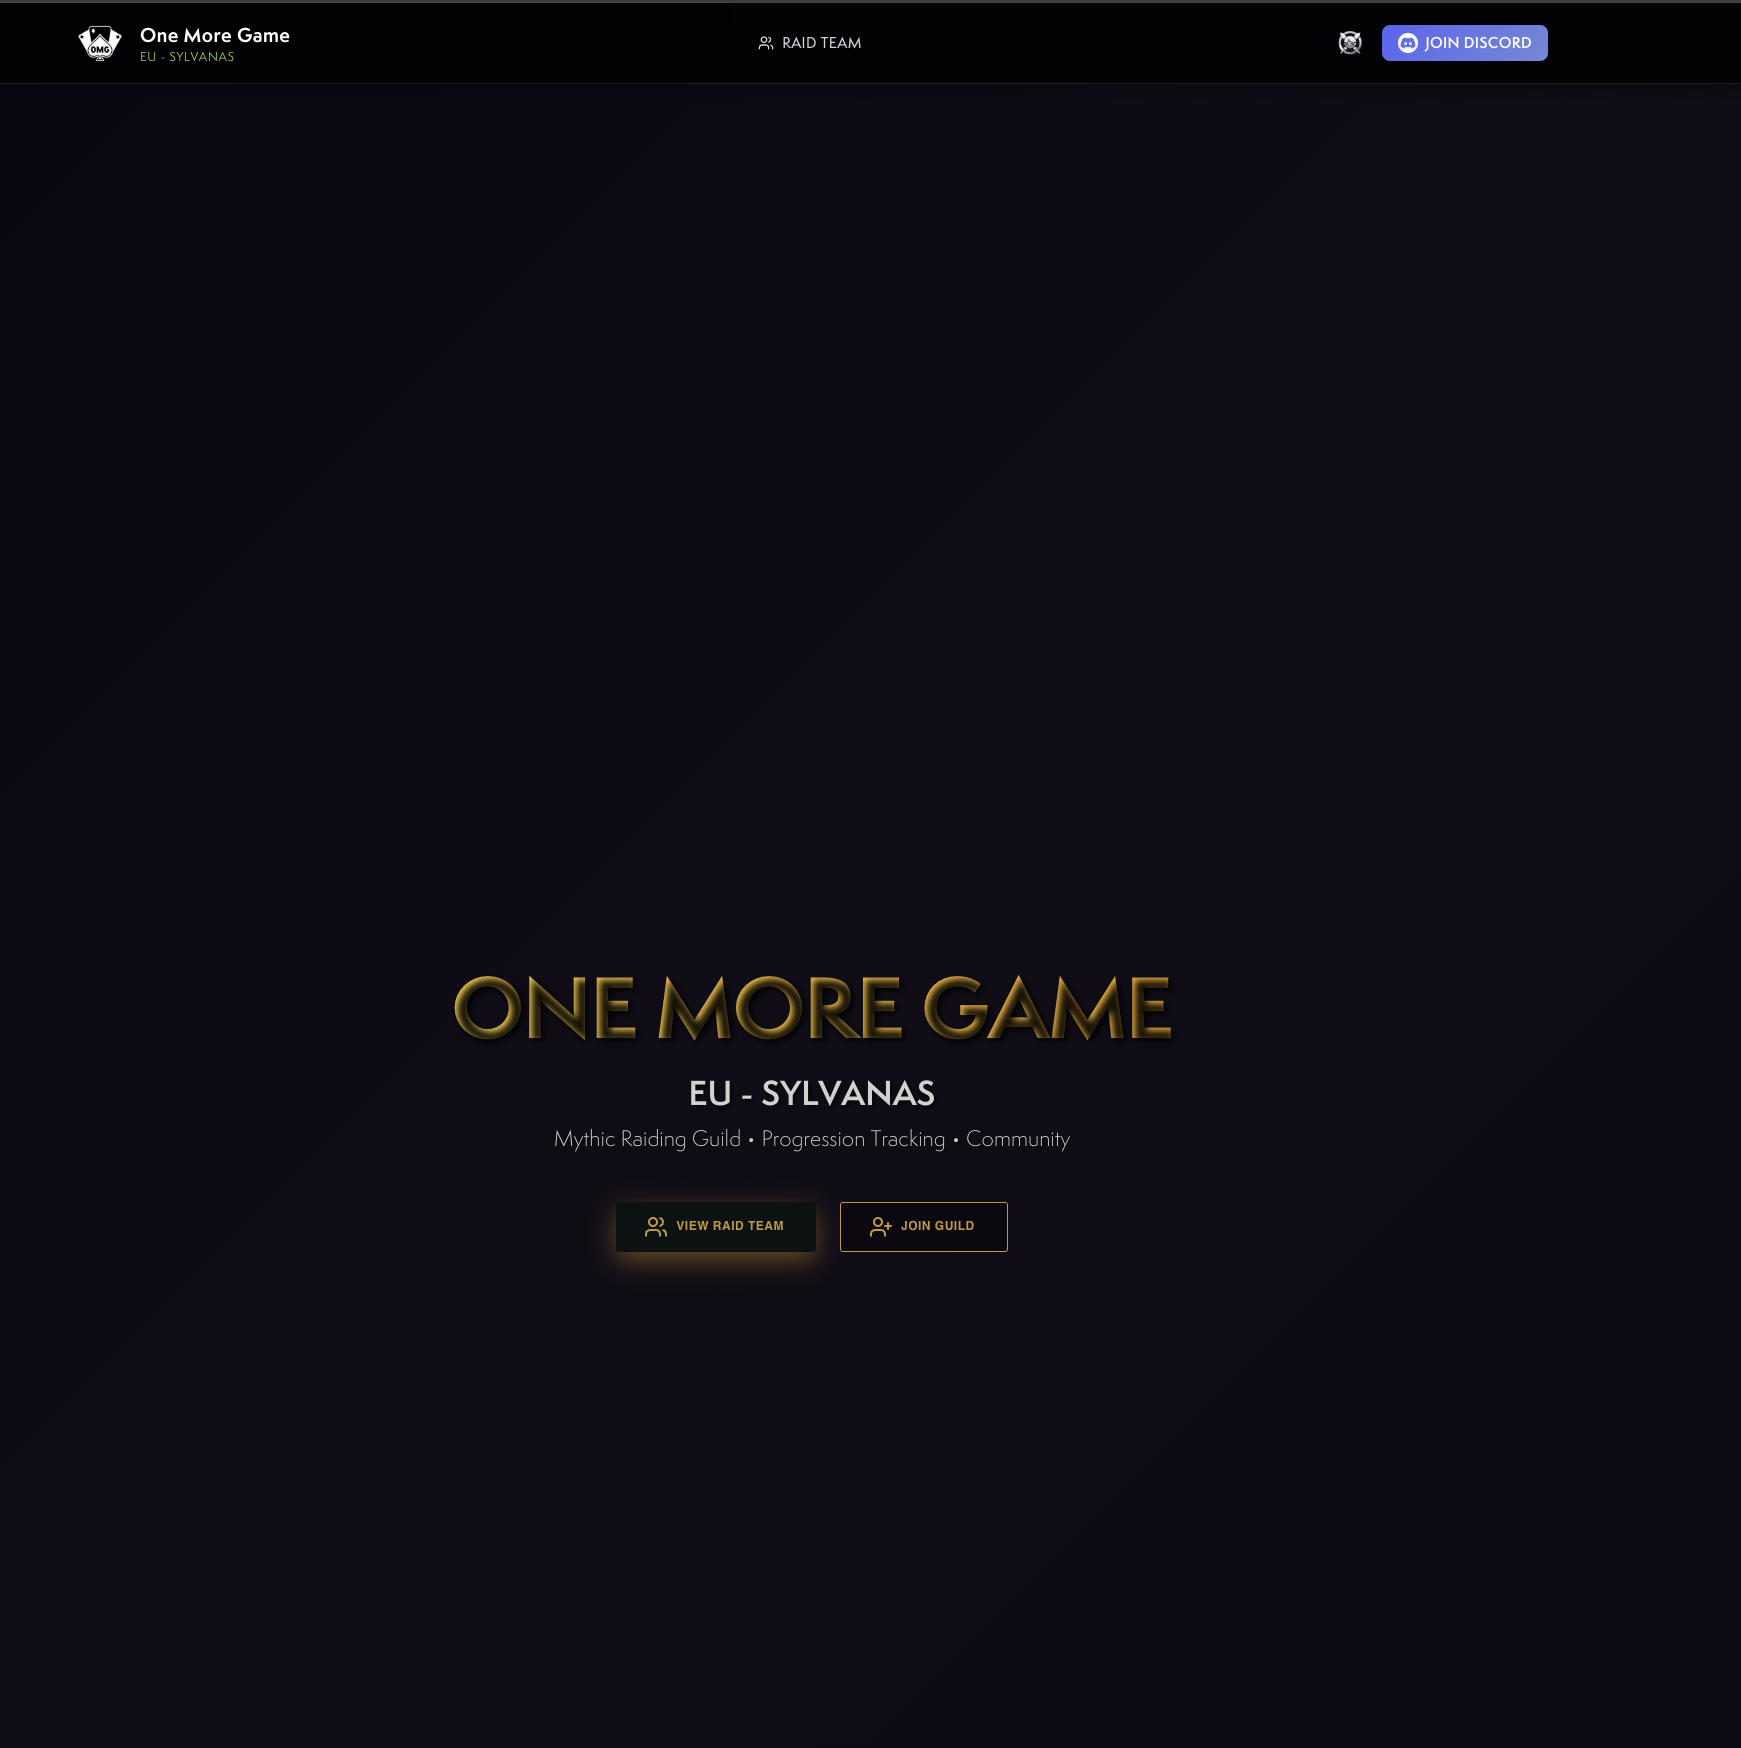 OMG
One More Game
EU - SYLVANAS
RAID TEAM
JOIN DISCORD
ONE MORE GAME
EU - SYLVANAS
Mythic Raiding Guild • Progression Tracking • Community
VIEW RAID TEAM
JOIN GUILD